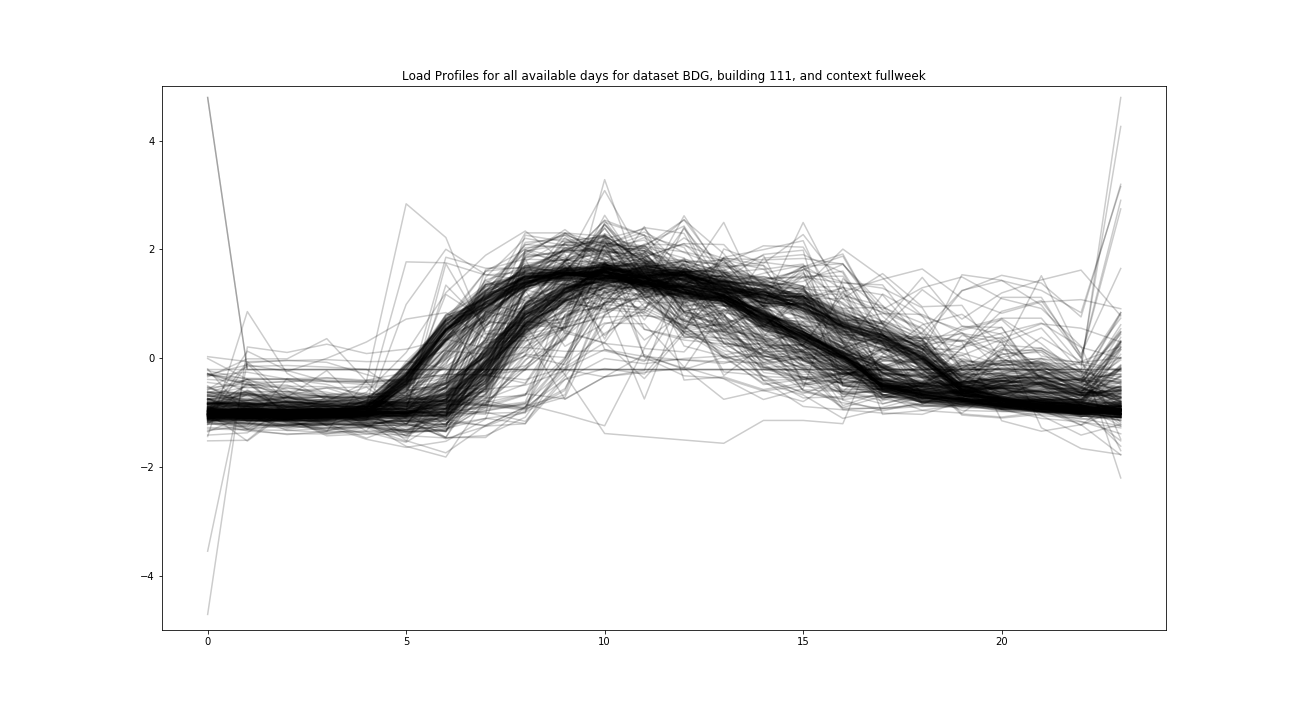 Load Profiles for all available days for dataset BDG, building 111, and context fullweek
4
2
0
−2
−4
0 5 10 15 20